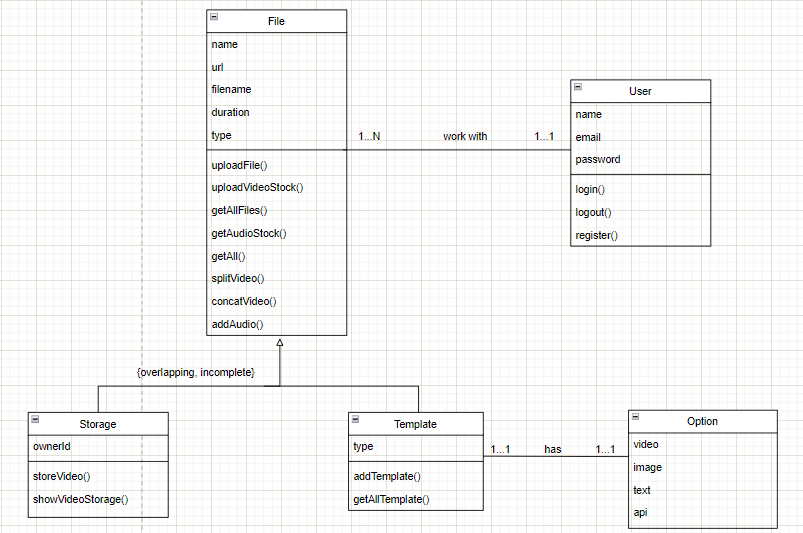 File
name
url
filename
duration
type
uploadFile()
uploadVideoStock()
getAllFiles()
getAudioStock()
getAll()
splitVideo()
concatVideo()
addAudio()
1...N
work with
1...1
User
name
email
password
login()
logout()
register()
{overlapping, incomplete}
Storage
ownerId
storeVideo()
showVideoStorage()
Template
type
addTemplate()
getAllTemplate()
1...1
has
1...1
Option
video
image
text
api